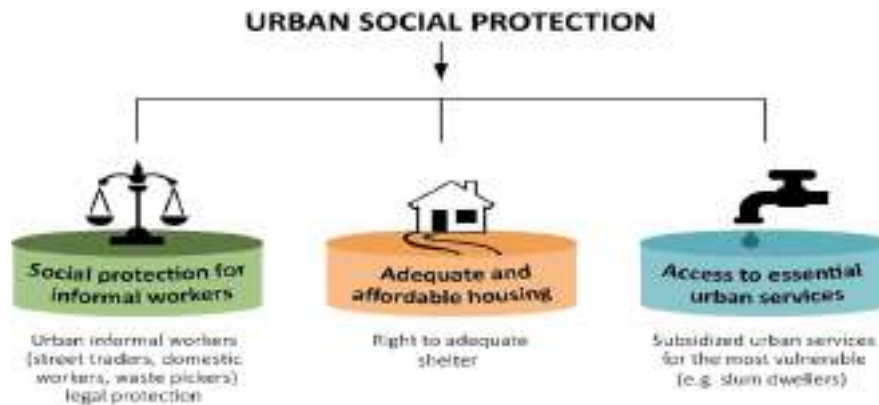 URBAN SOCIAL PROTECTION
Social protection for
informal workers
Urban informal workers
(street traders, domestic
workers, waste pickers)
legal protection
Adequate and
affordable housing
Right to adequate
shelter
Access to essential
urban services
Subsidized urban services
for the most vulnerable
(e.g. slum dwellers)